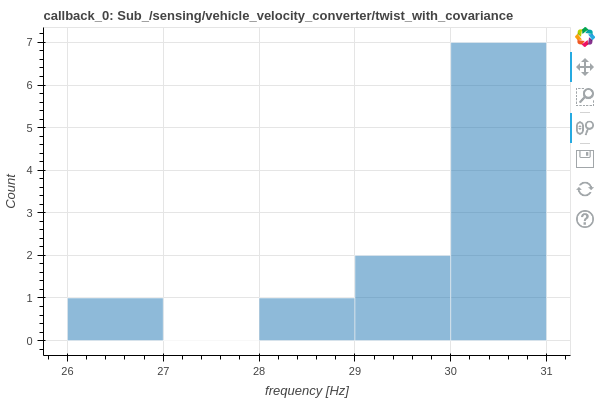 callback_0: Sub_/sensing/vehicle_velocity_converter/twist_with_covariance
7
6
5
4
3
2
1
0
Count
26 27 28 29 30 31
frequency [Hz]